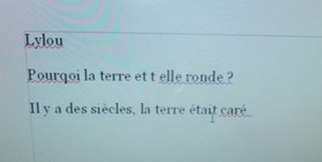 Lylou
Pourqoi la terre et t elle ronde ?
Il y a des siècles, la terre était caré